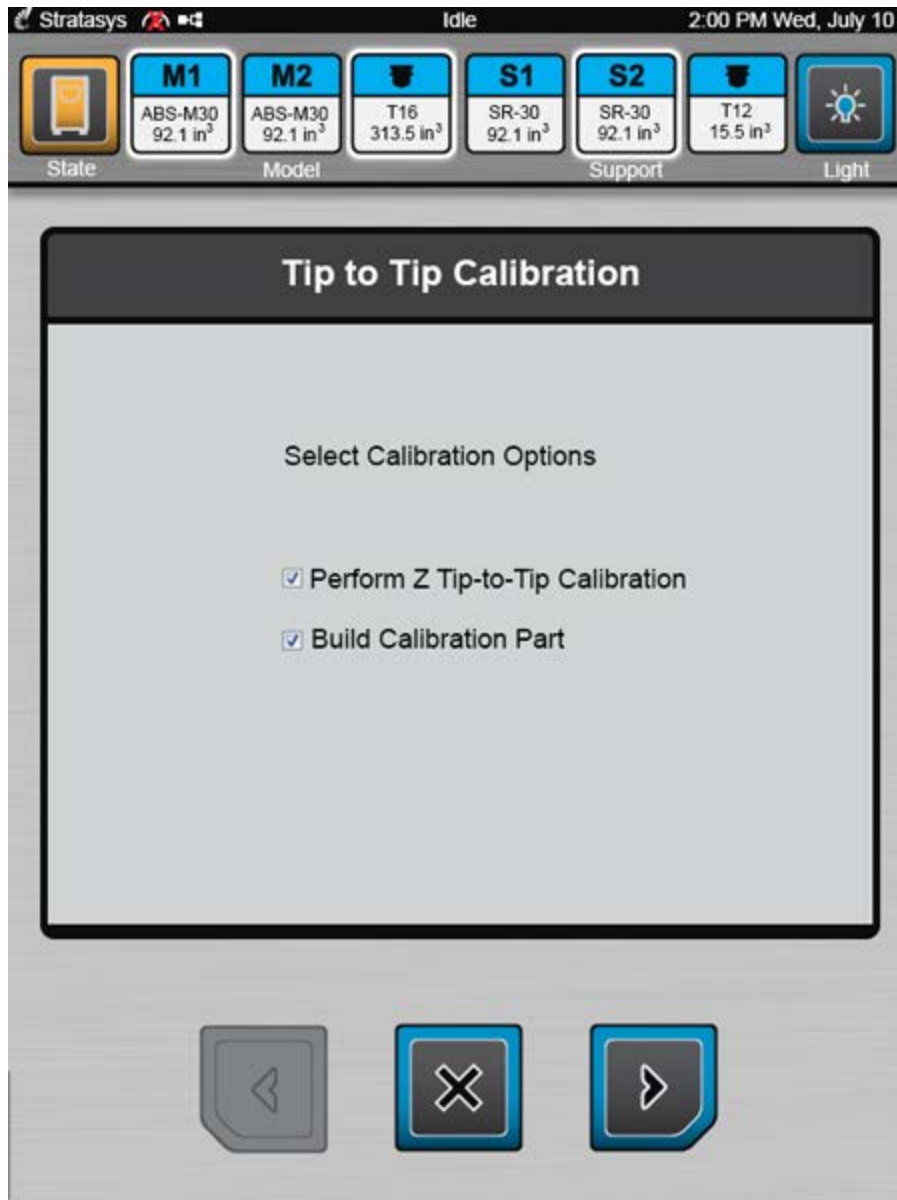 Stratasys Idle 2:00 PM Wed, July 10
M1 M2 S1 S2
ABS-M30 ABS-M30 T16 SR-30 SR-30 T12
92.1 in³ 92.1 in³ 313.5 in³ 92.1 in³ 92.1 in³ 15.5 in³
State Model Support Light
Tip to Tip Calibration
Select Calibration Options
Perform Z Tip-to-Tip Calibration
Build Calibration Part